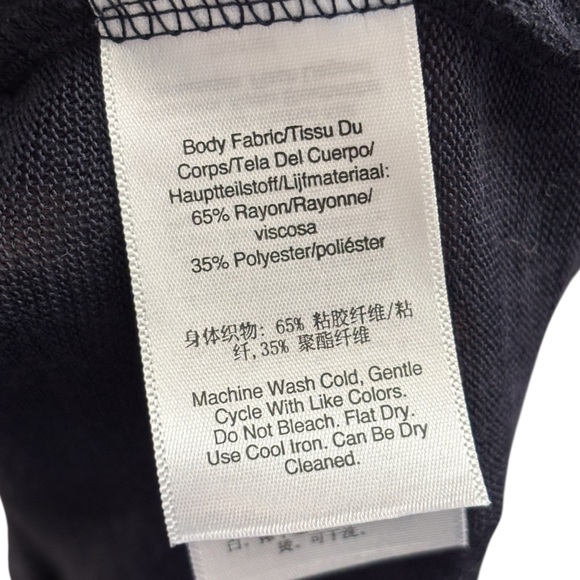 Body Fabric/Tissu Du
Corps/Tela Del Cuerpo/
Hauptteilstoff/Lijfmateriaal:
65% Rayon/Rayonne/
viscosa
35% Polyester/poliéster
身体织物: 65% 粘胶纤维/粘
纤,35% 聚酯纤维
Machine Wash Cold, Gentle
Cycle With Like Colors.
Do Not Bleach. Flat Dry.
Use Cool Iron. Can Be Dry
Cleaned.